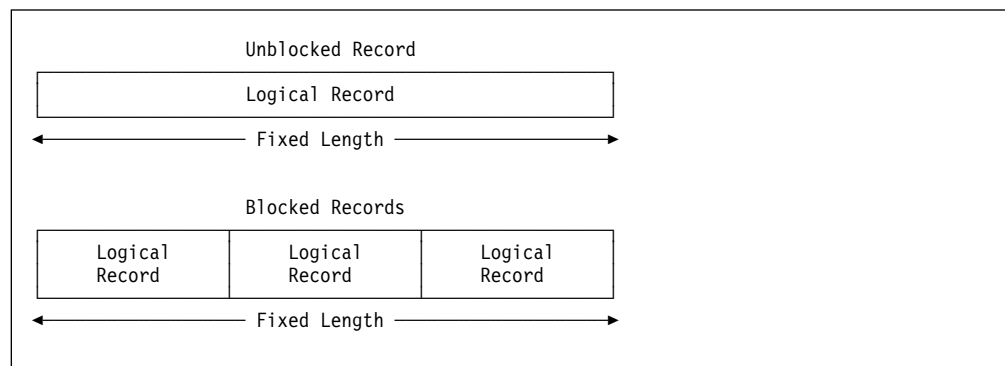 Unblocked Record
Logical Record
Fixed Length
Blocked Records
Logical Logical Logical
Record Record Record
Fixed Length